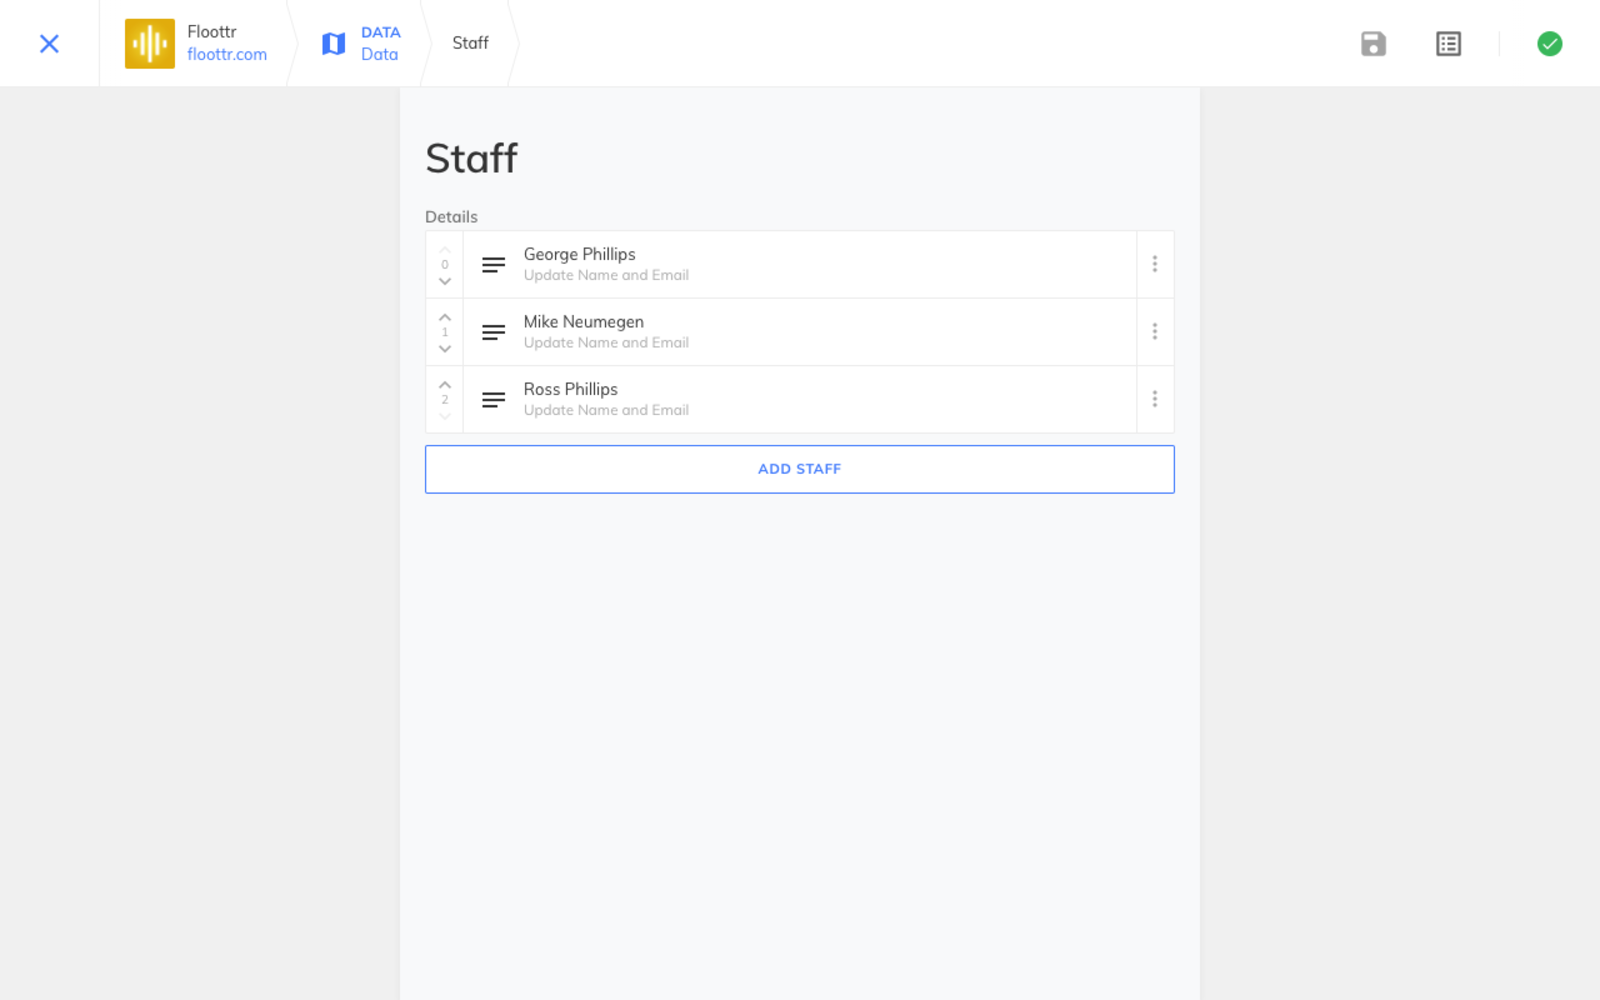 Floottr
floottr.com
DATA
Data
Staff
Staff
Details
0
George Phillips
Update Name and Email
1
Mike Neumegen
Update Name and Email
2
Ross Phillips
Update Name and Email
ADD STAFF